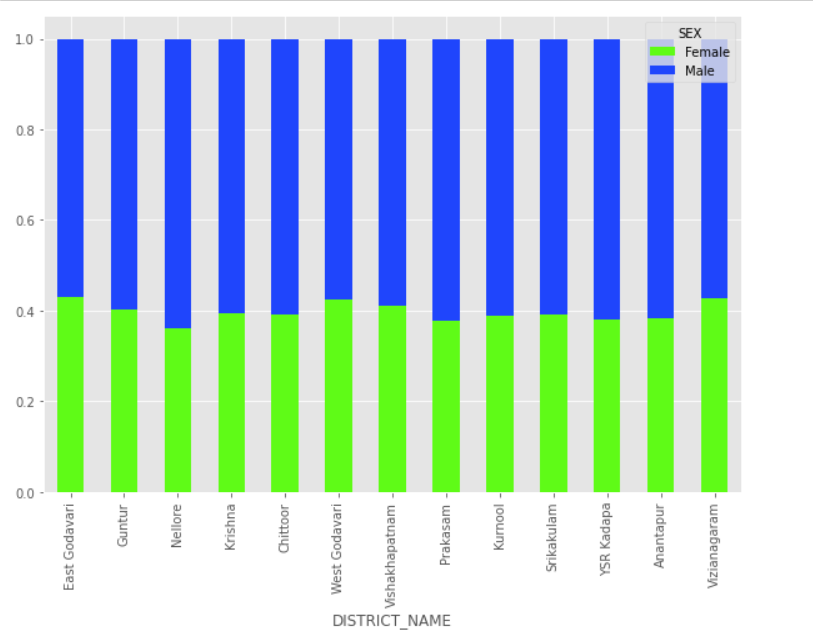 SEX
Female
Male
1.0
0.8
0.6
0.4
0.2
0.0
East Godavari
Guntur
Nellore
Krishna
Chittoor
West Godavari
Vishakhapatnam
Prakasam
Kurnool
Srikakulam
YSR Kadapa
Anantapur
Vizianagaram
DISTRICT_NAME